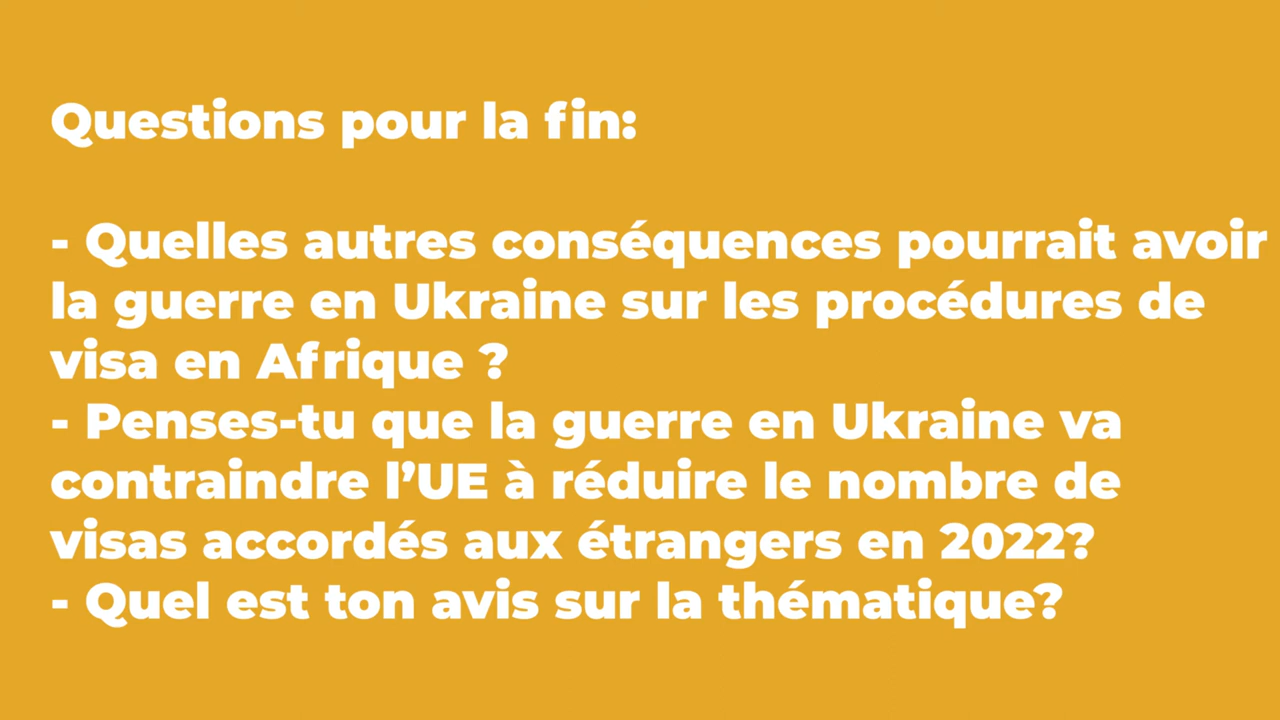 Questions pour la fin:
- Quelles autres conséquences pourrait avoir
la guerre en Ukraine sur les procédures de
visa en Afrique ?
- Penses-tu que la guerre en Ukraine va
contraindre l’UE à réduire le nombre de
visas accordés aux étrangers en 2022?
- Quel est ton avis sur la thématique?